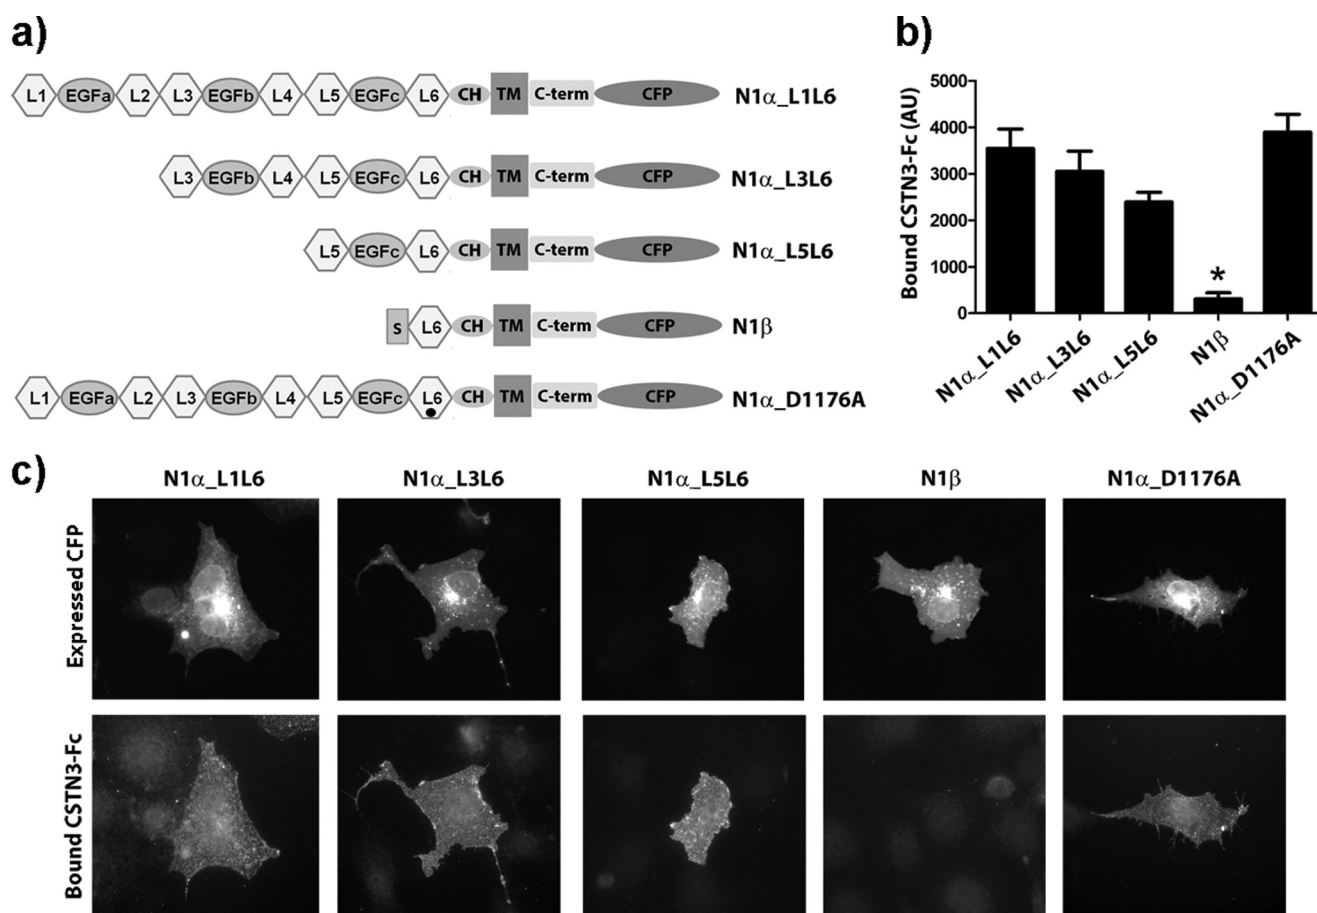 a)
L1 EGFa L2 L3 EGFb L4 L5 EGFc L6 CH TM C-term CFP N1α_L1L6
L3 EGFb L4 L5 EGFc L6 CH TM C-term CFP N1α_L3L6
L5 EGFc L6 CH TM C-term CFP N1α_L5L6
S L6 CH TM C-term CFP N1β
L1 EGFa L2 L3 EGFb L4 L5 EGFc L6 CH TM C-term CFP N1α_D1176A
b)
Bound CSTN3-Fc (AU)
5000
4000
3000
2000
1000
0
*
N1α_L1L6 N1α_L3L6 N1α_L5L6 N1β N1α_D1176A
c)
N1α_L1L6 N1α_L3L6 N1α_L5L6 N1β N1α_D1176A
Expressed CFP
Bound CSTN3-Fc